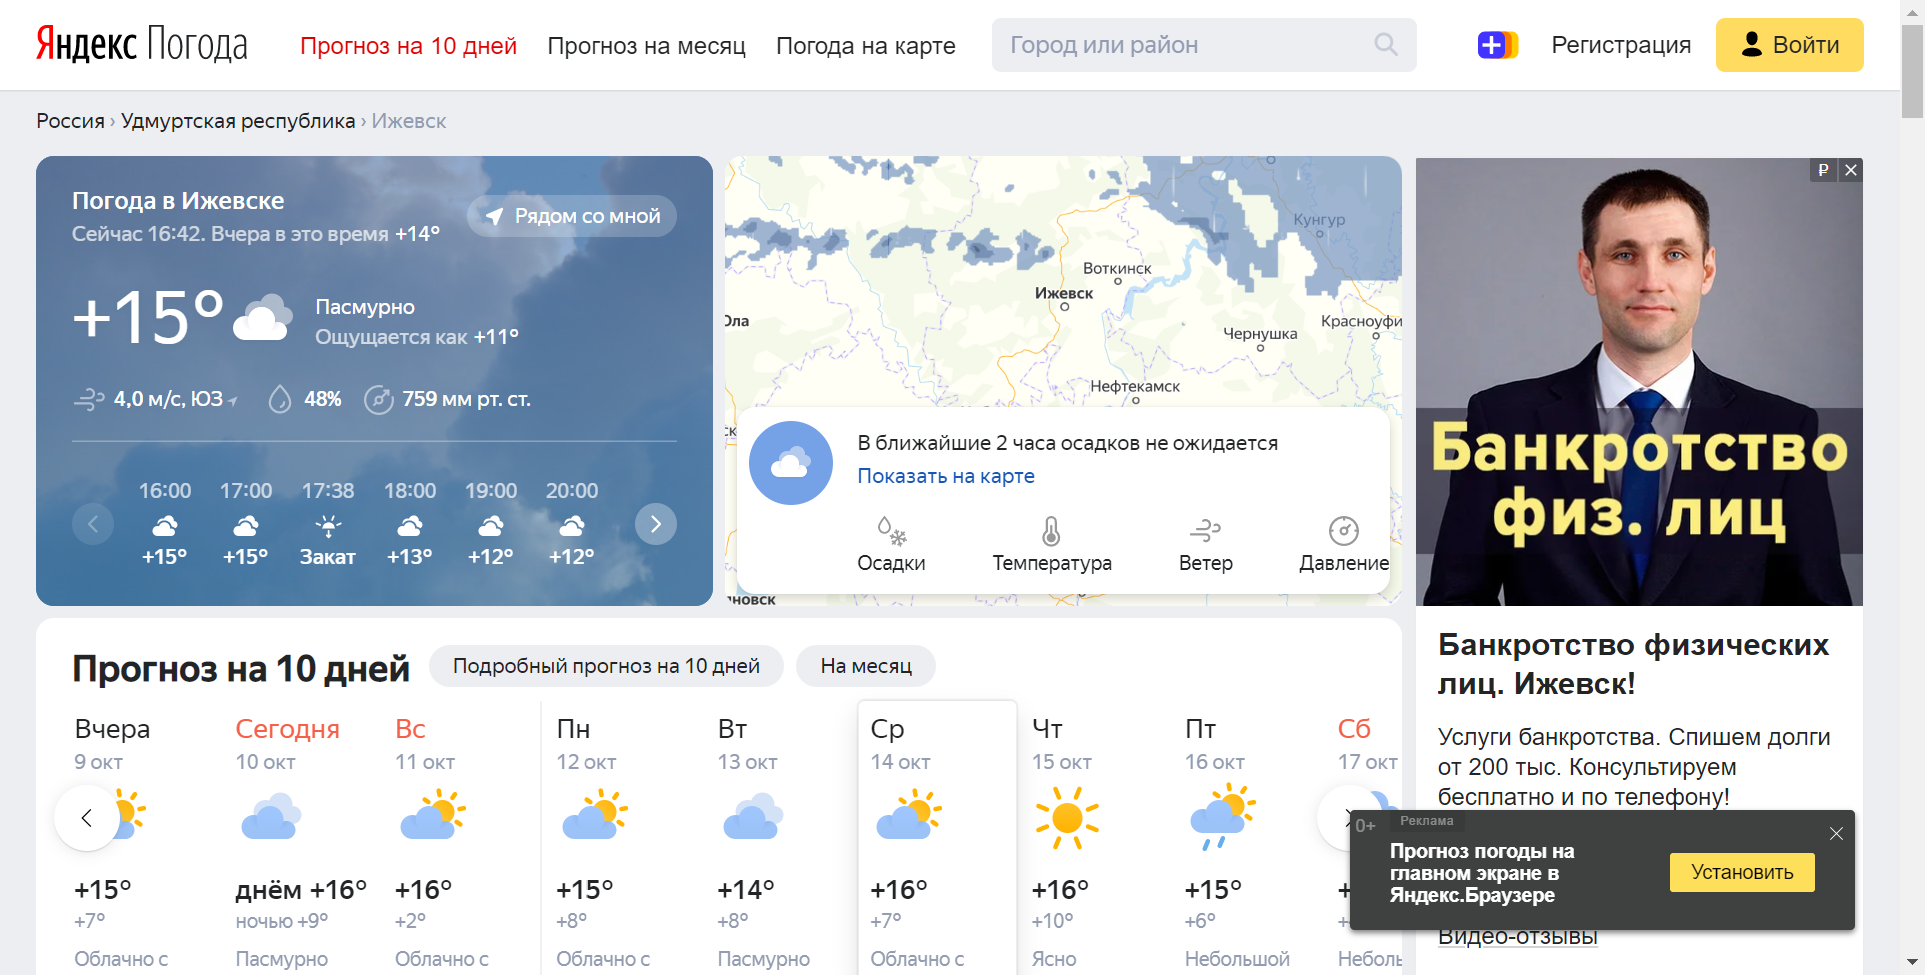 Яндекс Погода
Прогноз на 10 дней
Прогноз на месяц
Погода на карте
Город или район
Регистрация
Войти
Россия › Удмуртская республика › Ижевск
Погода в Ижевске
Сейчас 16:42. Вчера в это время +14°
Рядом со мной
+15°
Пасмурно
Ощущается как +11°
4,0 м/с, ЮЗ
48%
759 мм рт. ст.
16:00 17:00 17:38 18:00 19:00 20:00
+15° +15° Закат +13° +12° +12°
Кунгур
Воткинск
Ижевск
Ола
Чернушка
Красноуфи
Нефтекамск
В ближайшие 2 часа осадков не ожидается
Показать на карте
Осадки Температура Ветер Давление
новск
₽
Банкротство
физ. лиц
Банкротство физических
лиц. Ижевск!
Услуги банкротства. Спишем долги
от 200 тыс. Консультируем
бесплатно и по телефону!
Видео-отзывы
Прогноз на 10 дней
Подробный прогноз на 10 дней
На месяц
Вчера Сегодня Вс Пн Вт Ср Чт Пт Сб
9 окт 10 окт 11 окт 12 окт 13 окт 14 окт 15 окт 16 окт 17 окт
+15° днём +16° +16° +15° +14° +16° +16° +15°
+7° ночью +9° +2° +8° +8° +7° +10° +6°
Облачно с Пасмурно Облачно с Облачно с Пасмурно Облачно с Ясно Небольшой Небол
0+
Реклама
Прогноз погоды на
главном экране в
Яндекс.Браузере
Установить